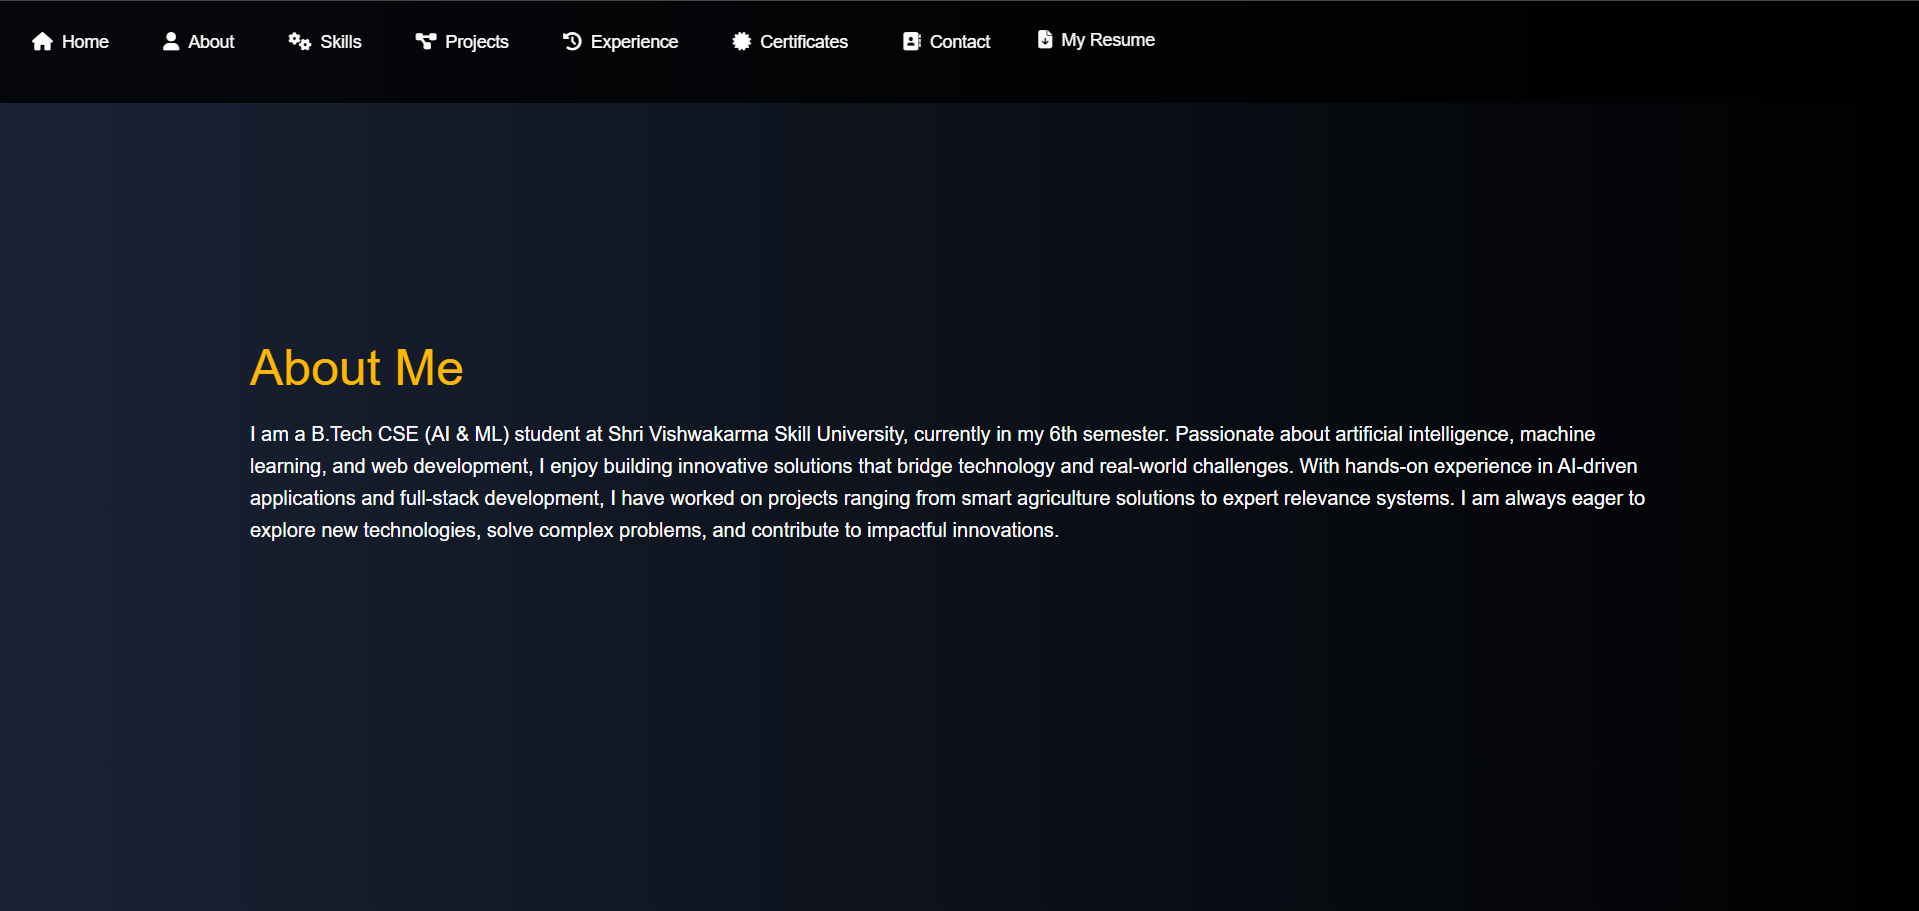 Home About Skills Projects Experience Certificates Contact My Resume
About Me
I am a B.Tech CSE (AI & ML) student at Shri Vishwakarma Skill University, currently in my 6th semester. Passionate about artificial intelligence, machine
learning, and web development, I enjoy building innovative solutions that bridge technology and real-world challenges. With hands-on experience in AI-driven
applications and full-stack development, I have worked on projects ranging from smart agriculture solutions to expert relevance systems. I am always eager to
explore new technologies, solve complex problems, and contribute to impactful innovations.